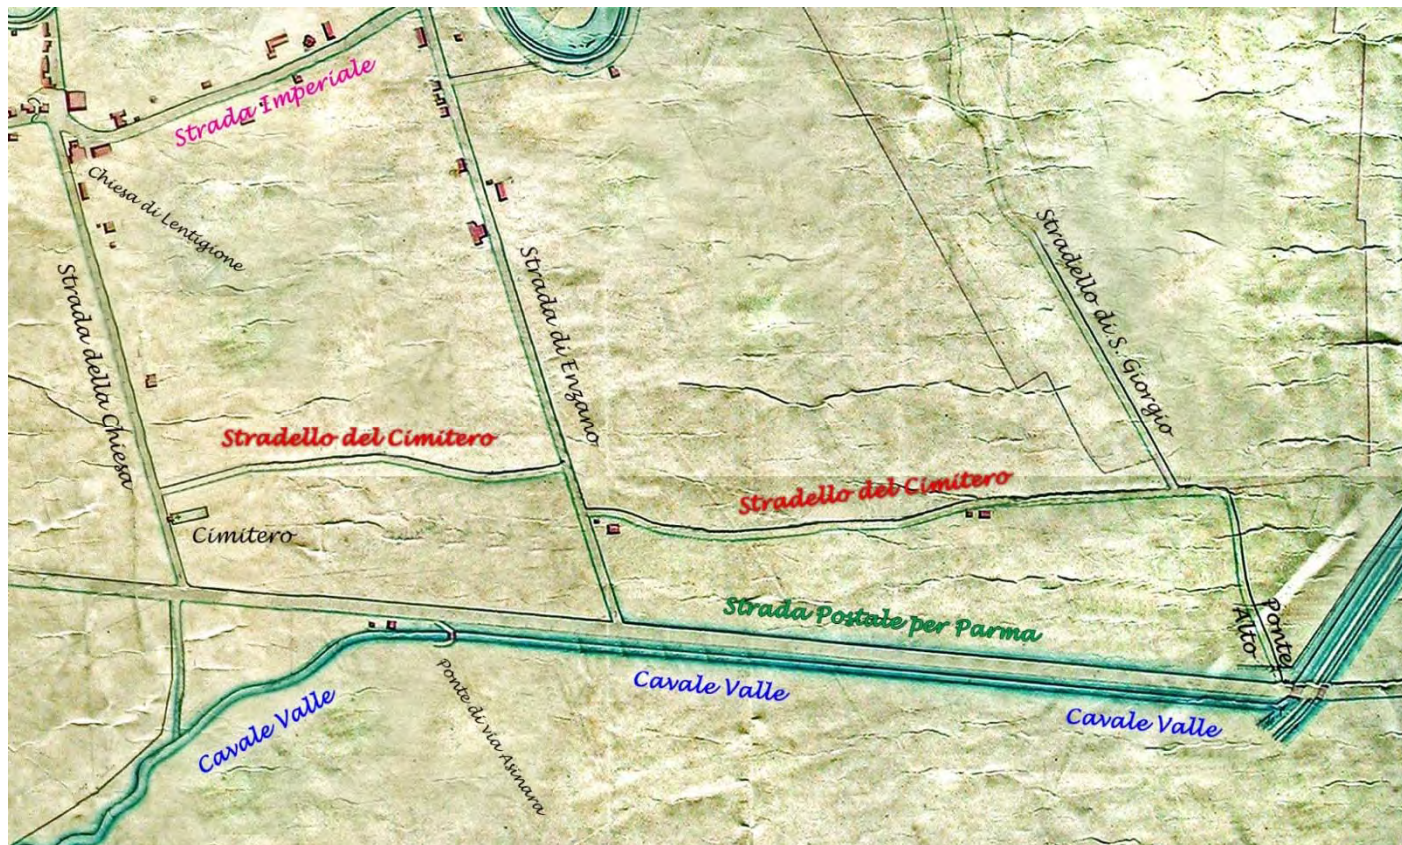 Strada Imperiale
Chiesa di Lentigione
Strada della Chiesa
Strada di Enzano
Stradello di S. Giorgio
Stradello del Cimitero
Stradello del Cimitero
Cimitero
Strada Postale per Parma
Ponte
Alto
Cavale Valle
Cavale Valle
Cavale Valle
Ponte di via Asinara